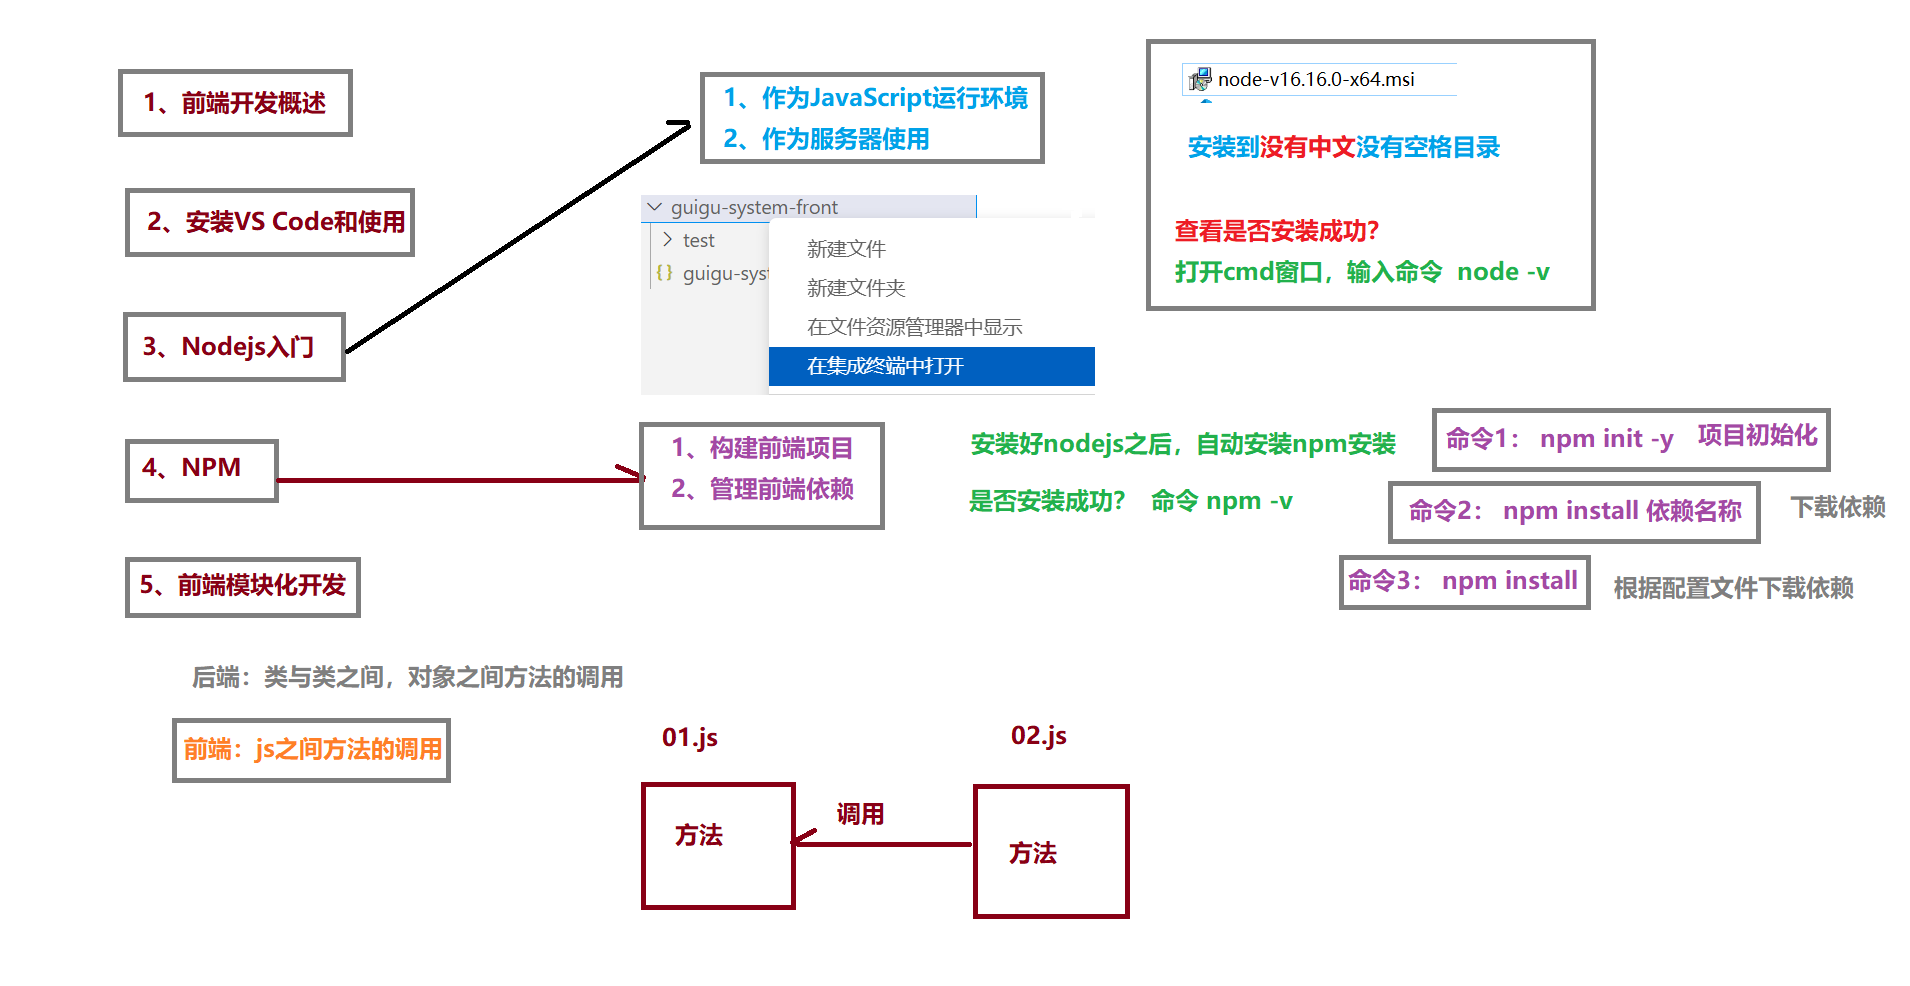 1、前端开发概述
2、安装VS Code和使用
3、Nodejs入门
4、NPM
5、前端模块化开发
1、作为JavaScript运行环境
2、作为服务器使用
guigu-system-front
test
{} guigu-syst
新建文件
新建文件夹
在文件资源管理器中显示
在集成终端中打开
node-v16.16.0-x64.msi
安装到没有中文没有空格目录
查看是否安装成功？
打开cmd窗口，输入命令 node -v
1、构建前端项目
2、管理前端依赖
安装好nodejs之后，自动安装npm安装
是否安装成功？ 命令 npm -v
命令1： npm init -y 项目初始化
命令2： npm install 依赖名称 下载依赖
命令3： npm install 根据配置文件下载依赖
后端：类与类之间，对象之间方法的调用
前端：js之间方法的调用
01.js
02.js
方法
调用
方法